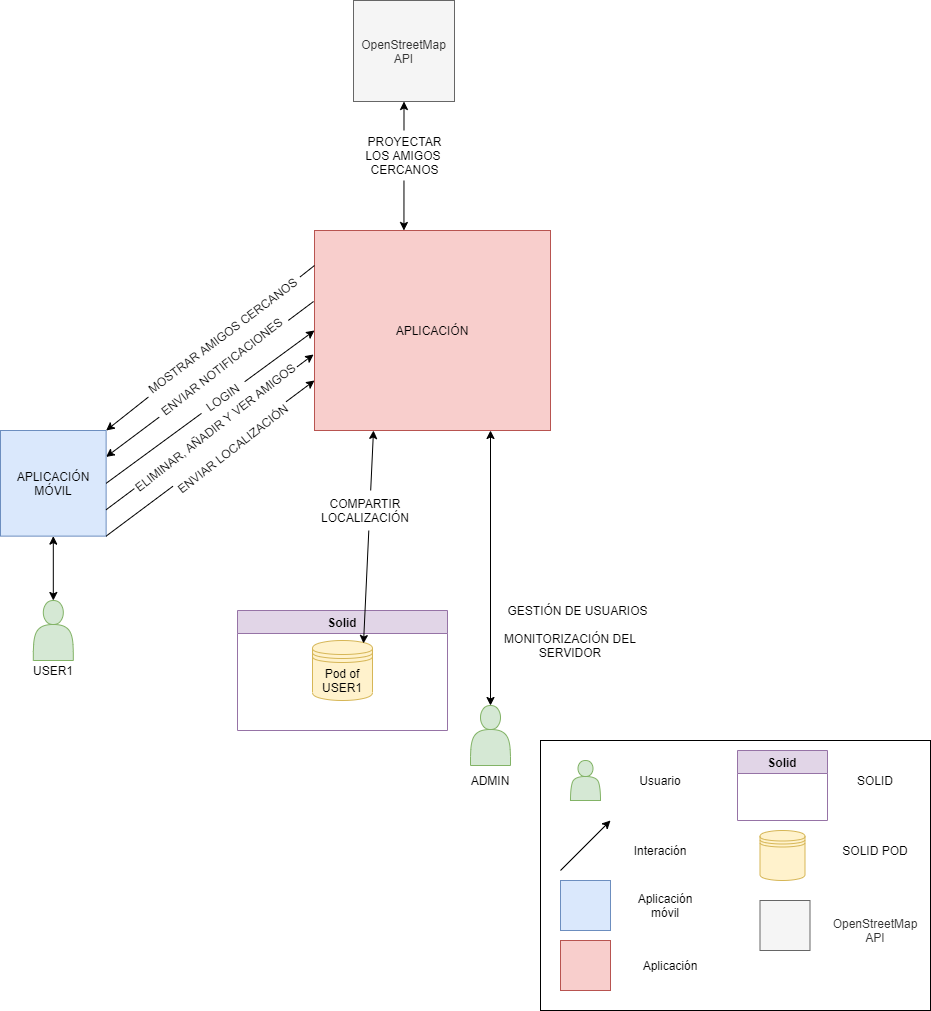 OpenStreetMap
API
PROYECTAR
LOS AMIGOS
CERCANOS
APLICACIÓN
MOSTRAR AMIGOS CERCANOS
ENVIAR NOTIFICACIONES
LOGIN
ELIMINAR, AÑADIR Y VER AMIGOS
ENVIAR LOCALIZACIÓN
APLICACIÓN
MÓVIL
COMPARTIR
LOCALIZACIÓN
USER1
Solid
Pod of
USER1
GESTIÓN DE USUARIOS
MONITORIZACIÓN DEL
SERVIDOR
ADMIN
Usuario
Solid
SOLID
Interación
SOLID POD
Aplicación
móvil
OpenStreetMap
API
Aplicación